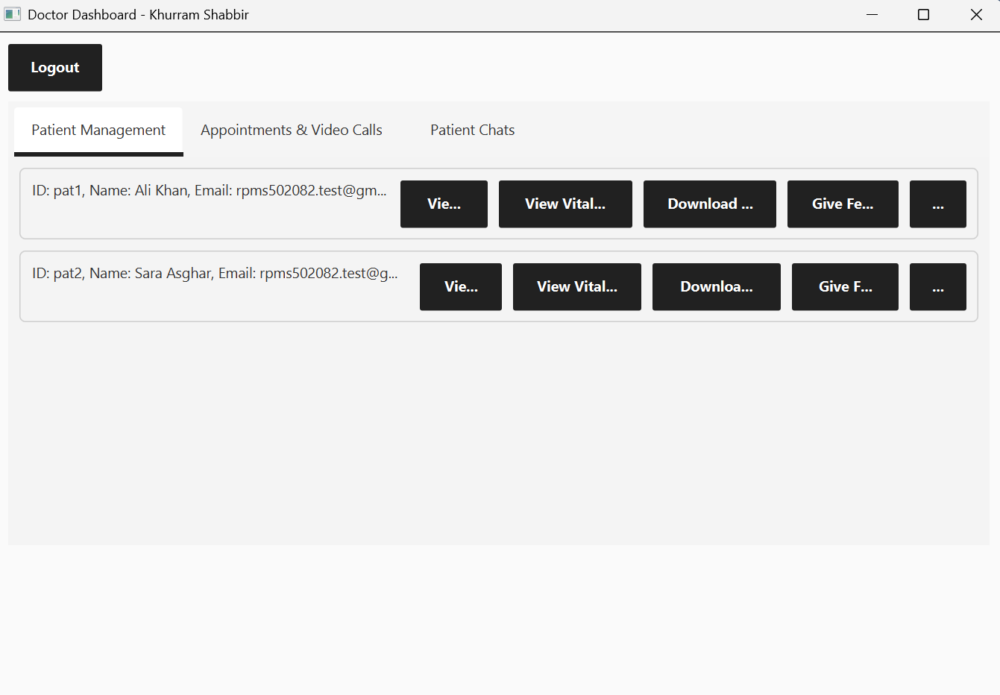 Doctor Dashboard - Khurram Shabbir
Logout
Patient Management Appointments & Video Calls Patient Chats
ID: pat1, Name: Ali Khan, Email: rpms502082.test@gm... Vie... View Vital... Download ... Give Fe... ...
ID: pat2, Name: Sara Asghar, Email: rpms502082.test@g... Vie... View Vital... Downloa... Give F... ...